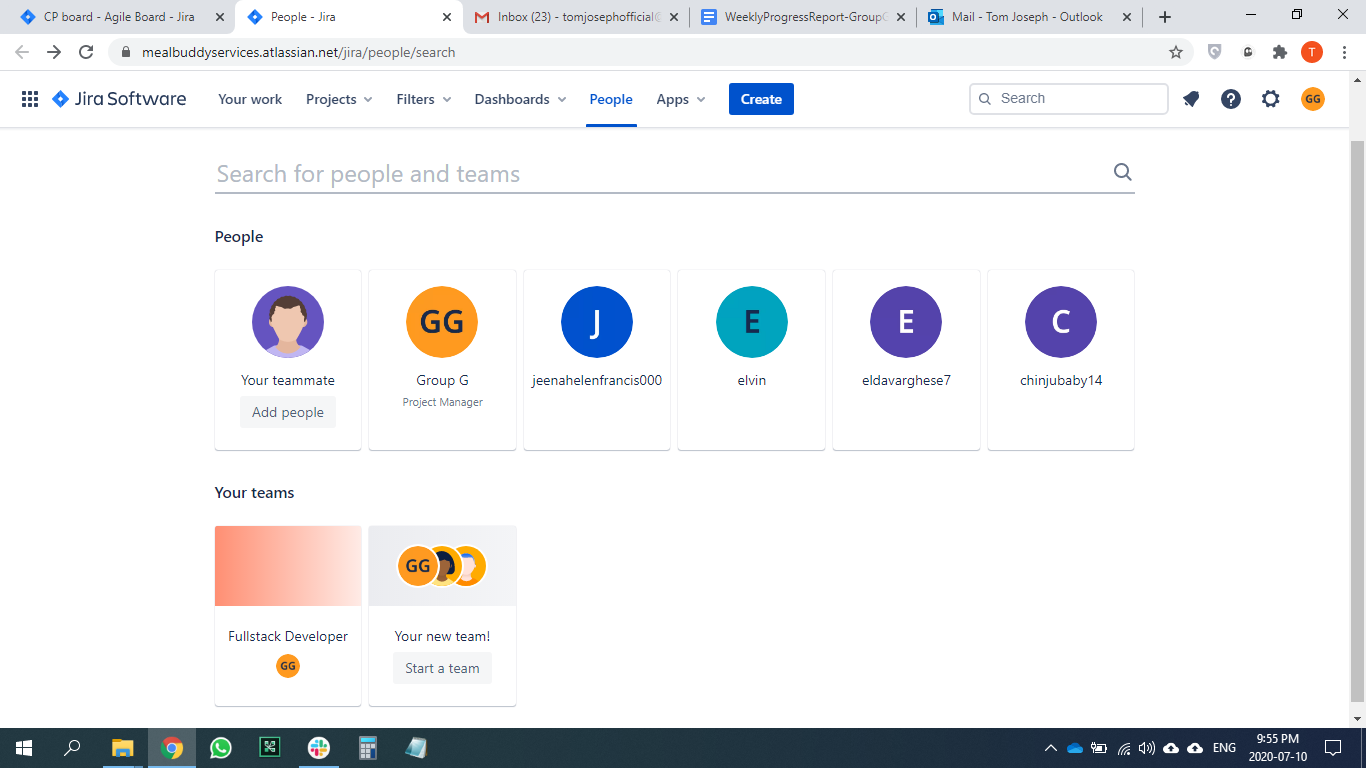 CP board - Agile Board - Jira
People - Jira
Inbox (23) - tomjosephofficial@
WeeklyProgressReport-GroupG
Mail - Tom Joseph - Outlook
mealbuddyservices.atlassian.net/jira/people/search
T
Jira Software
Your work
Projects
Filters
Dashboards
People
Apps
Create
Search
GG
Search for people and teams
People
GG
J
E
E
C
Your teammate
Group G
jeenahelenfrancis000
elvin
eldavarghese7
chinjubaby14
Add people
Project Manager
Your teams
GG
Fullstack Developer
Your new team!
GG
Start a team
ENG
9:55 PM
2020-07-10